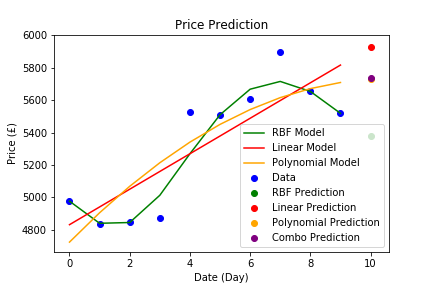 Price Prediction
6000
5800
5600
5400
5200
5000
4800
Price (£)
RBF Model
Linear Model
Polynomial Model
Data
RBF Prediction
Linear Prediction
Polynomial Prediction
Combo Prediction
0 2 4 6 8 10
Date (Day)